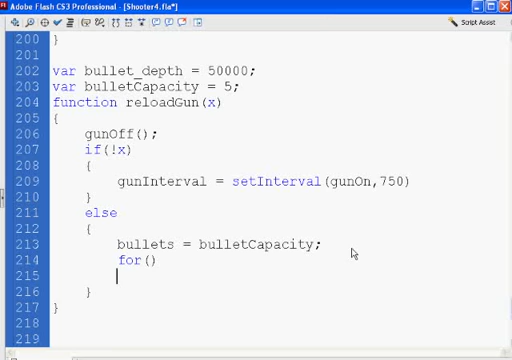 Adobe Flash CS3 Professional - [Shooter4.fla*]
Script Assist
200 }
201
202 var bullet_depth = 50000;
203 var bulletCapacity = 5;
204 function reloadGun(x)
205 {
206 gunOff();
207 if(!x)
208 {
209 gunInterval = setInterval(gunOn,750)
210 }
211 else
212 {
213 bullets = bulletCapacity;
214 for()
215
216 }
217 }
218
219